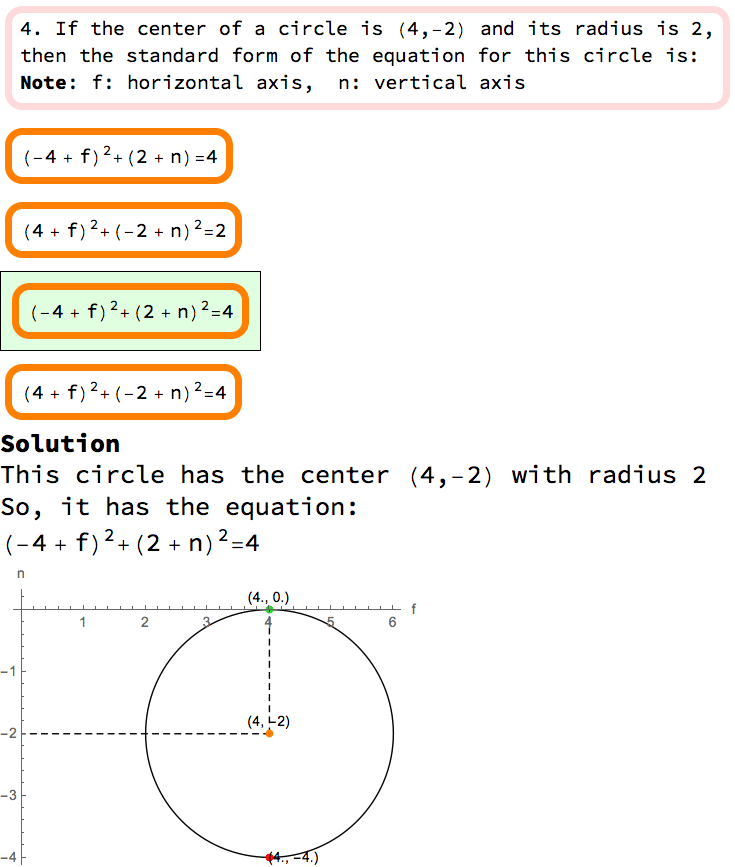 4. If the center of a circle is (4,-2) and its radius is 2,
then the standard form of the equation for this circle is:
Note: f: horizontal axis, n: vertical axis
(-4 + f)²+(2 + n)=4
(4 + f)²+(-2 + n)²=2
(-4 + f)²+(2 + n)²=4
(4 + f)²+(-2 + n)²=4
Solution
This circle has the center (4,-2) with radius 2
So, it has the equation:
(-4 + f)²+(2 + n)²=4
n
(4., 0.)
f
1 2 3 4 5 6
-1
(4, -2)
-2
-3
-4
(4., -4.)